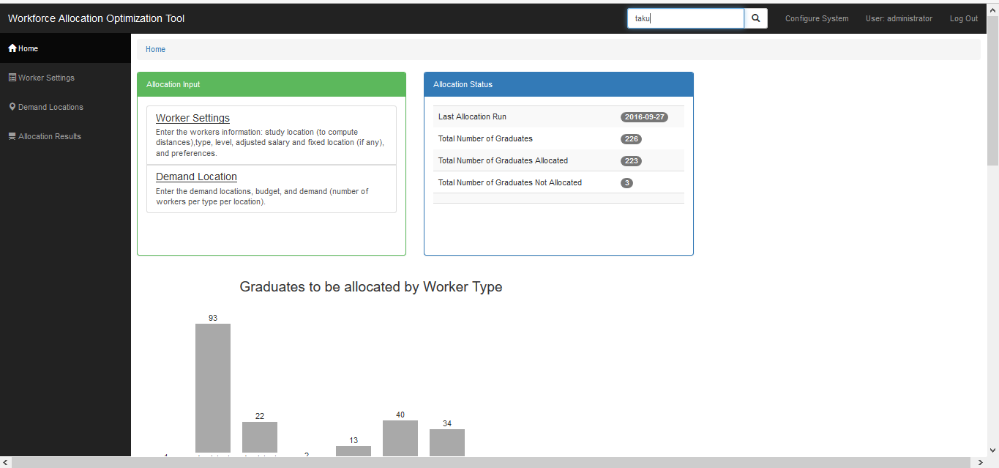 Workforce Allocation Optimization Tool
taku
Configure System
User: administrator
Log Out
Home
Worker Settings
Demand Locations
Allocation Results
Home
Allocation Input
Worker Settings
Enter the workers information: study location (to compute
distances),type, level, adjusted salary and fixed location (if any),
and preferences.
Demand Location
Enter the demand locations, budget, and demand (number of
workers per type per location).
Allocation Status
Last Allocation Run 2016-09-27
Total Number of Graduates 226
Total Number of Graduates Allocated 223
Total Number of Graduates Not Allocated 3
Graduates to be allocated by Worker Type
93
22
2
13
40
34